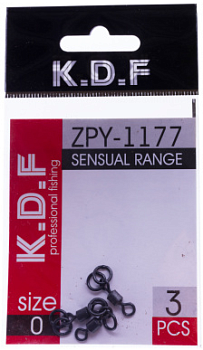 K.D.F
ZPY-1177
SENSUAL RANGE
K.D.F
professional fishing
size
0
3
PCS